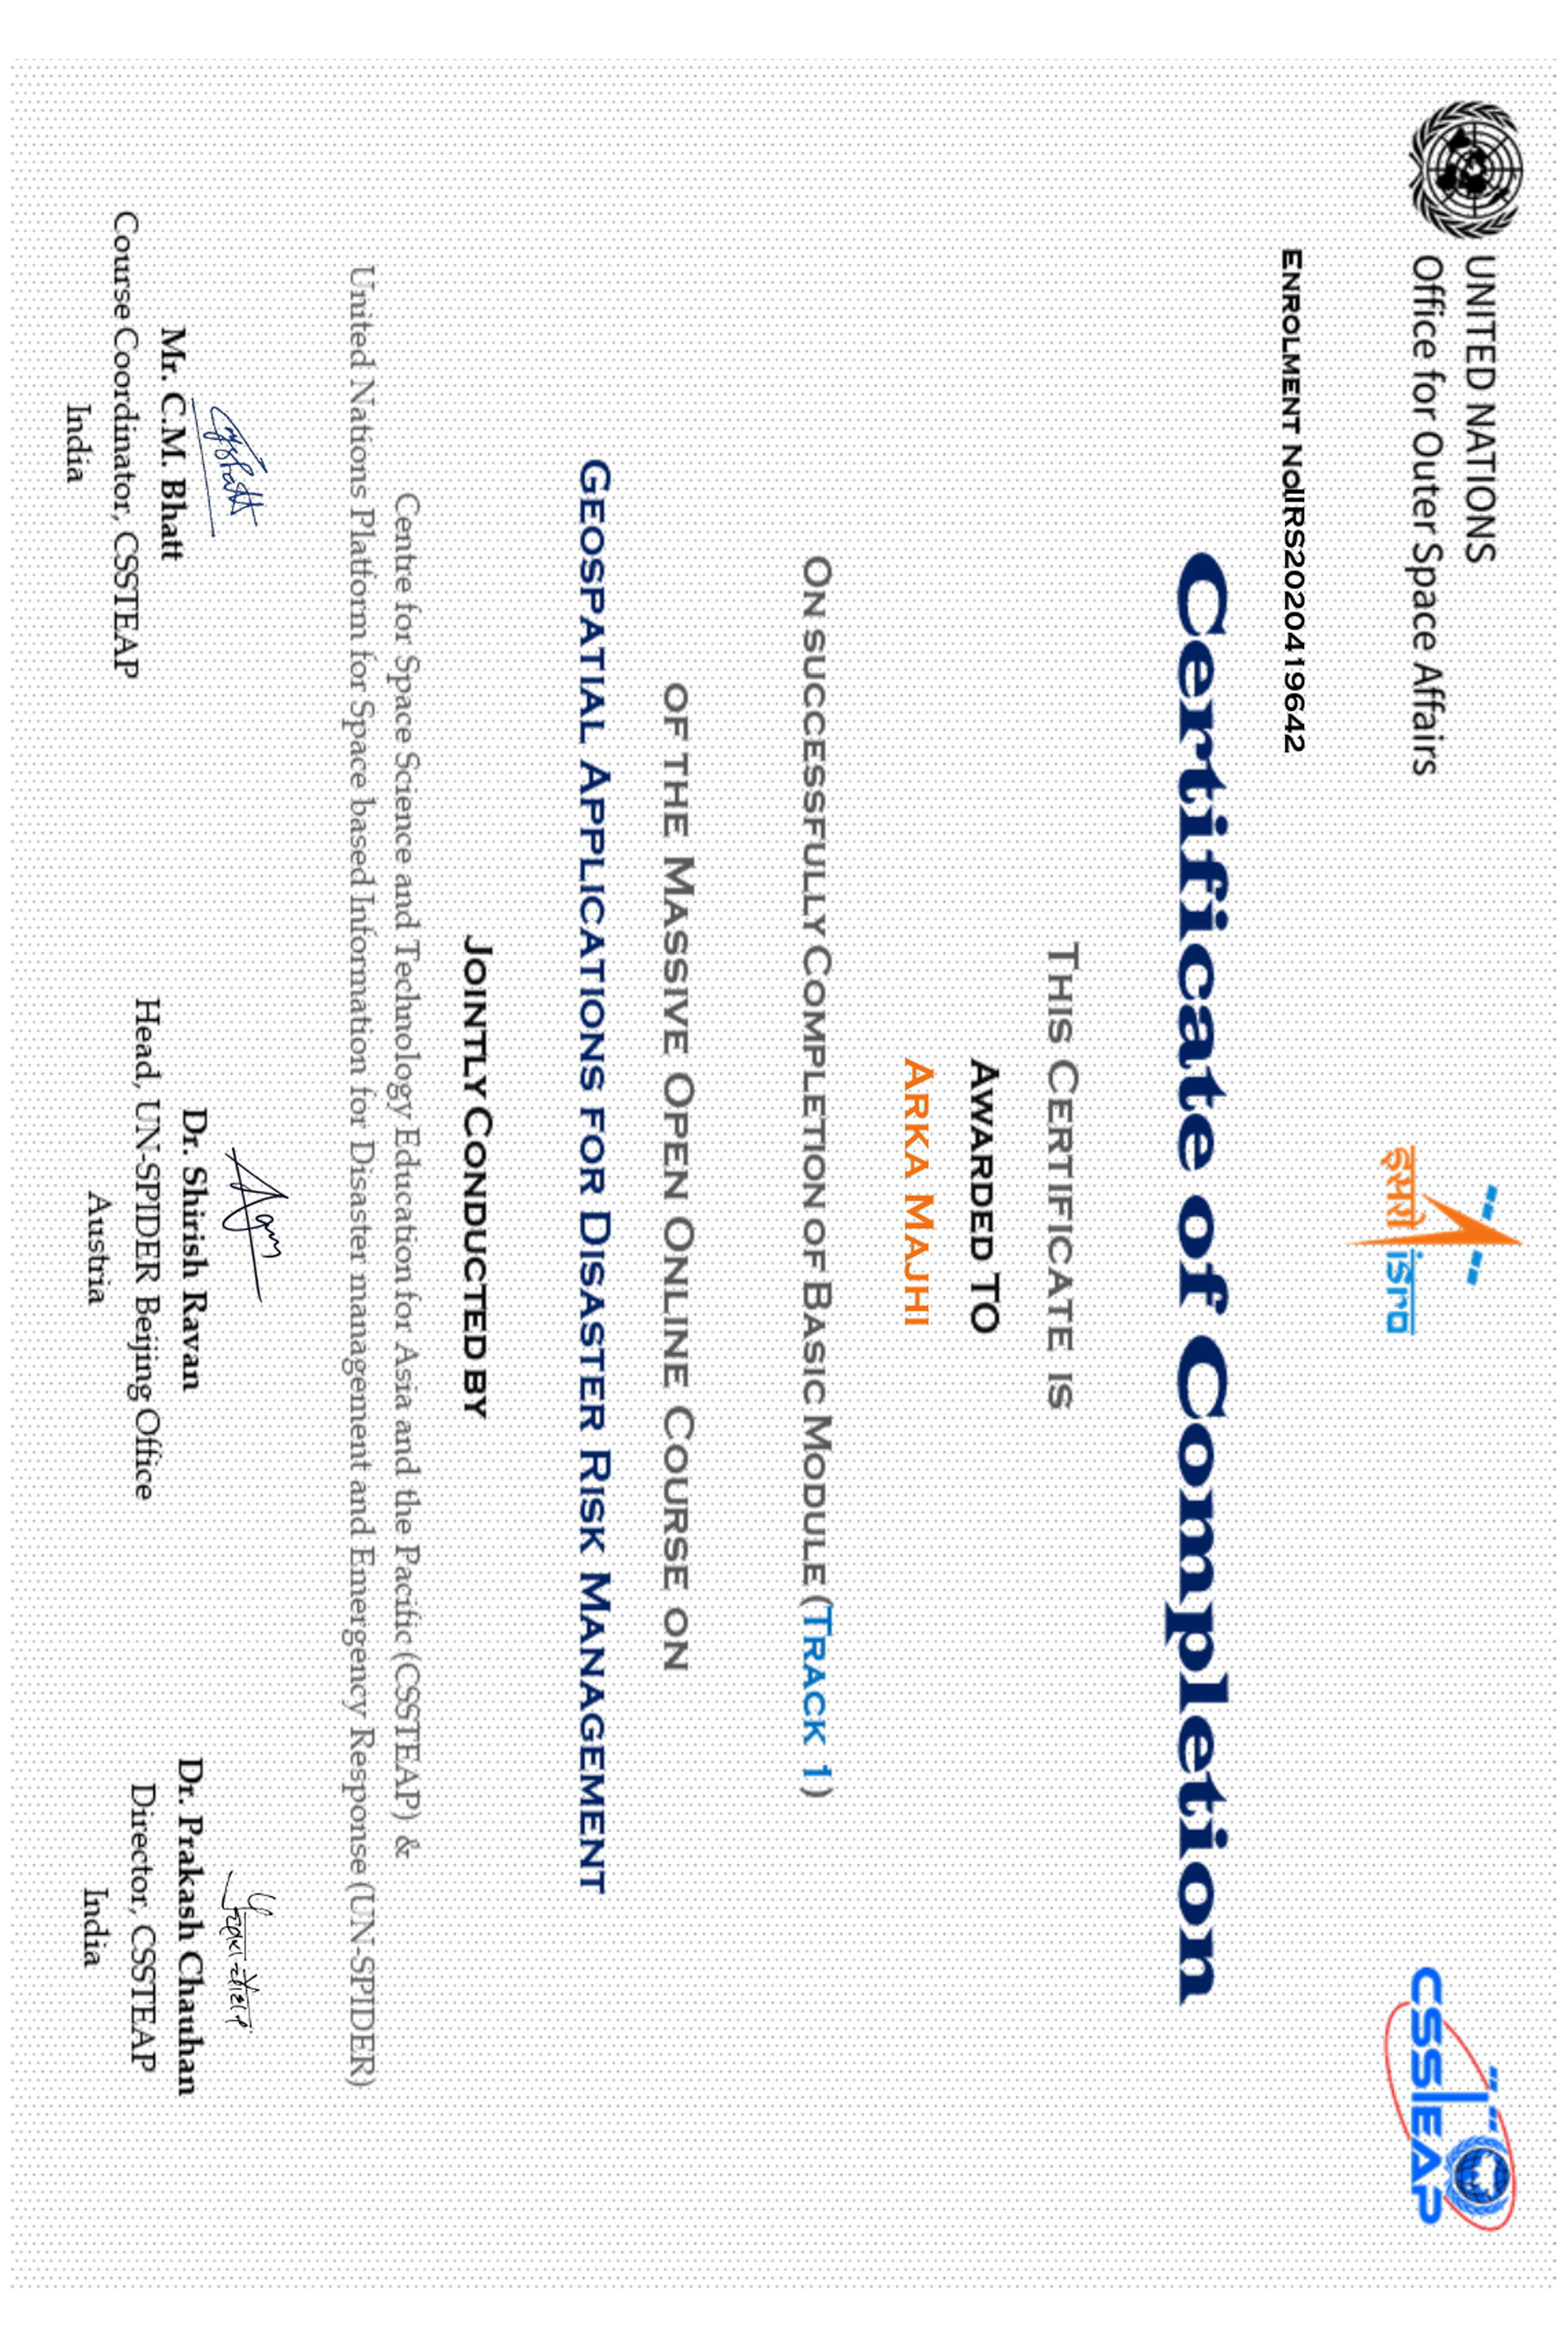 UNITED NATIONS
Office for Outer Space Affairs
इसरो isro
CSSTEAP
ENROLMENT NO. IIRS2020419642
Certificate of Completion
THIS CERTIFICATE IS
AWARDED TO
ARKA MAJHI
ON SUCCESSFULLY COMPLETION OF BASIC MODULE (TRACK 1)
OF THE MASSIVE OPEN ONLINE COURSE ON
GEOSPATIAL APPLICATIONS FOR DISASTER RISK MANAGEMENT
JOINTLY CONDUCTED BY
Centre for Space Science and Technology Education for Asia and the Pacific (CSSTEAP) &
United Nations Platform for Space based Information for Disaster management and Emergency Response (UN-SPIDER)
Mr. C.M. Bhatt
Course Coordinator, CSSTEAP
India
Dr. Shirish Ravan
Head, UN-SPIDER Beijing Office
Austria
Dr. Prakash Chauhan
Director, CSSTEAP
India